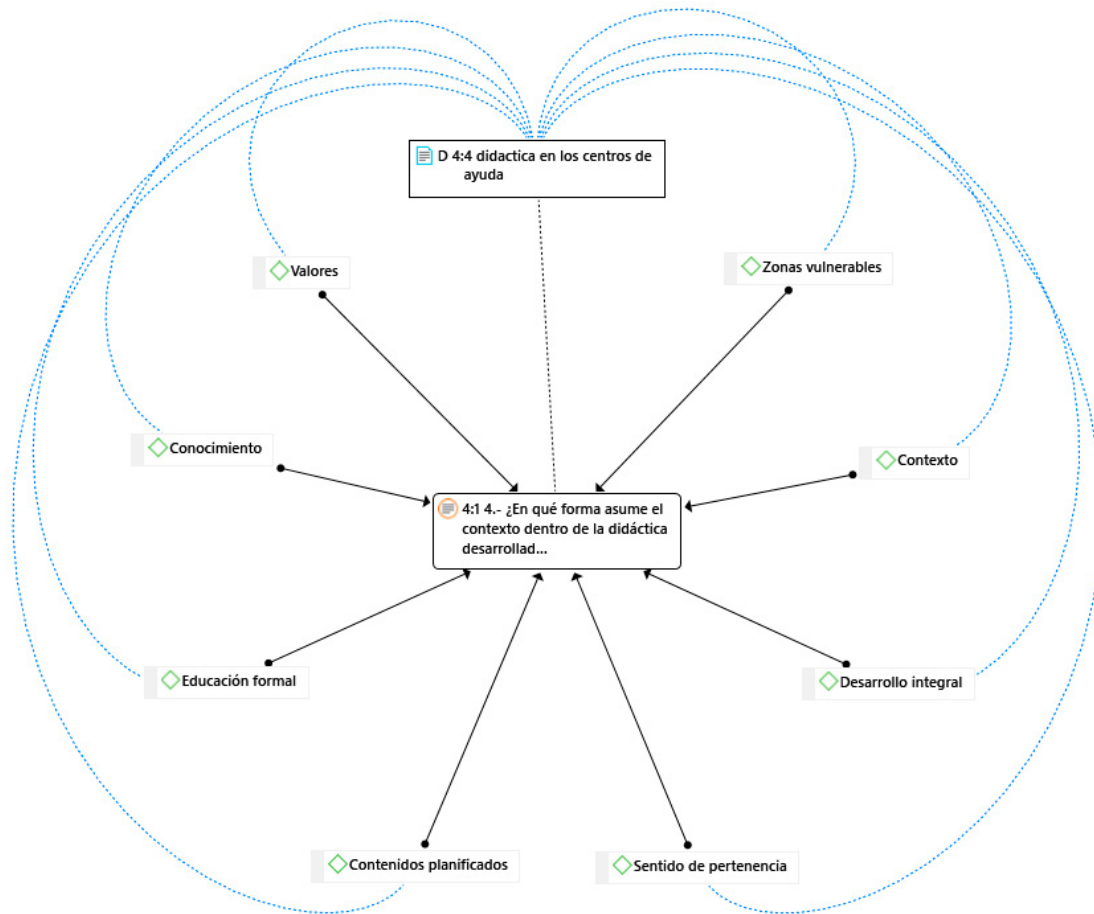 D 4:4 didactica en los centros de
ayuda
Valores
Zonas vulnerables
Conocimiento
Contexto
4:1 4.- ¿En qué forma asume el
contexto dentro de la didáctica
desarrollad...
Educación formal
Desarrollo integral
Contenidos planificados
Sentido de pertenencia